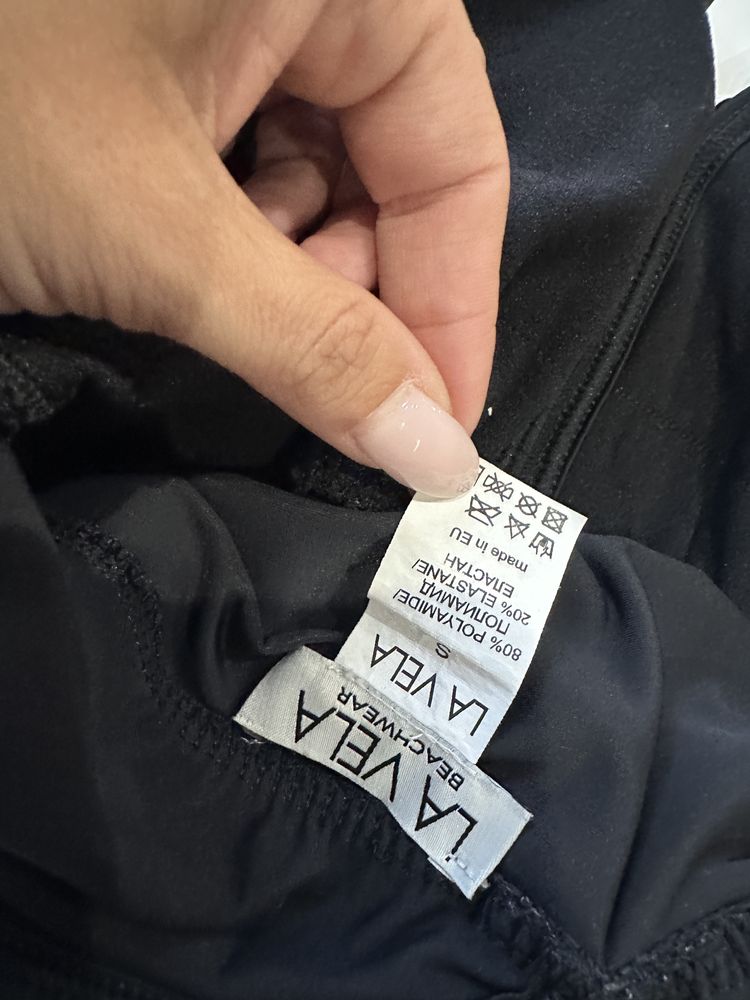 LA VELA
BEACHWEAR
LA VELA
S
80% POLYAMIDE/
ПОЛИАМИД
20% ELASTANE/
ЕЛАСТАН
made in EU